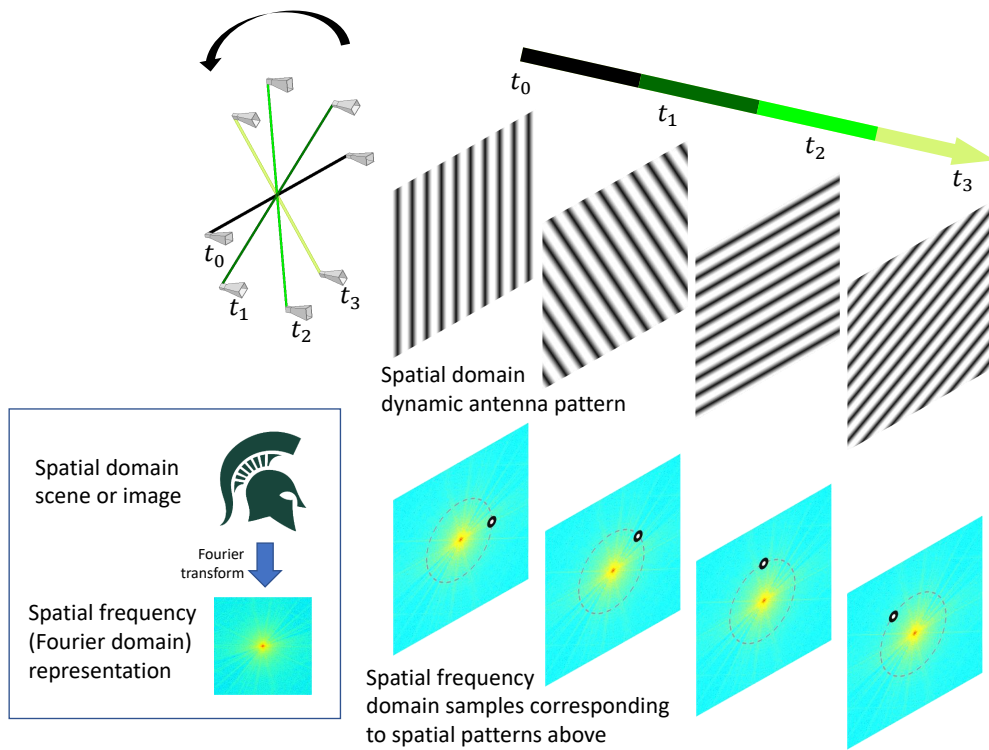 t₀
t₁
t₂
t₃
t₀
t₁
t₂
t₃
Spatial domain
dynamic antenna pattern
Spatial domain
scene or image
Fourier
transform
Spatial frequency
(Fourier domain)
representation
Spatial frequency
domain samples corresponding
to spatial patterns above